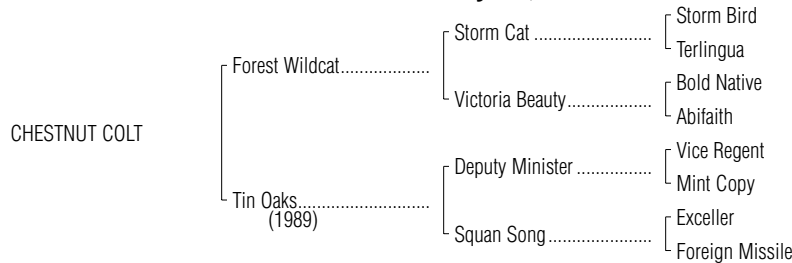 Storm Bird
Storm Cat ........................
Terlingua
Forest Wildcat...................
Bold Native
Victoria Beauty.................
Abifaith
CHESTNUT COLT
Vice Regent
Deputy Minister ...............
Mint Copy
Tin Oaks...........................
(1989)
Exceller
Squan Song.....................
Foreign Missile